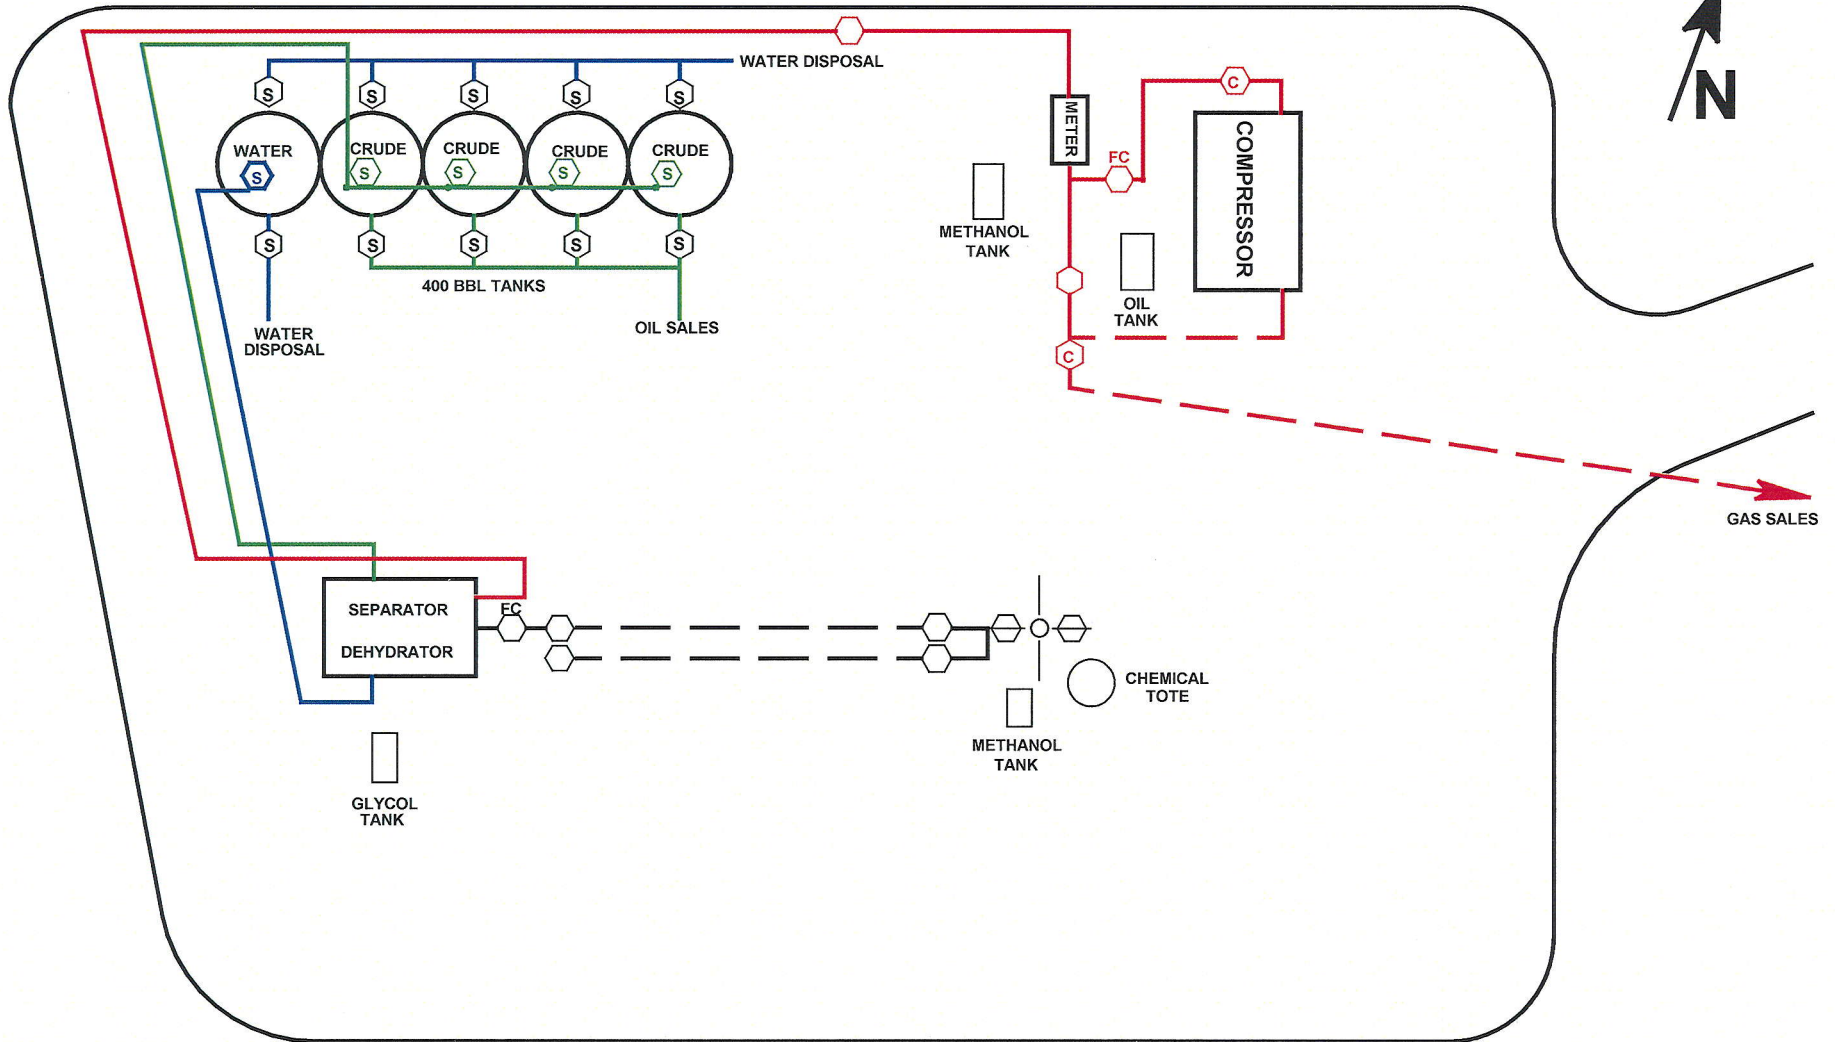 N
WATER DISPOSAL
S
S
S
S
S
C
METER
COMPRESSOR
WATER
CRUDE
CRUDE
CRUDE
CRUDE
S
S
S
S
S
FC
METHANOL
TANK
S
S
S
S
S
400 BBL TANKS
OIL
TANK
WATER
DISPOSAL
OIL SALES
C
GAS SALES
SEPARATOR
DEHYDRATOR
FC
CHEMICAL
TOTE
METHANOL
TANK
GLYCOL
TANK